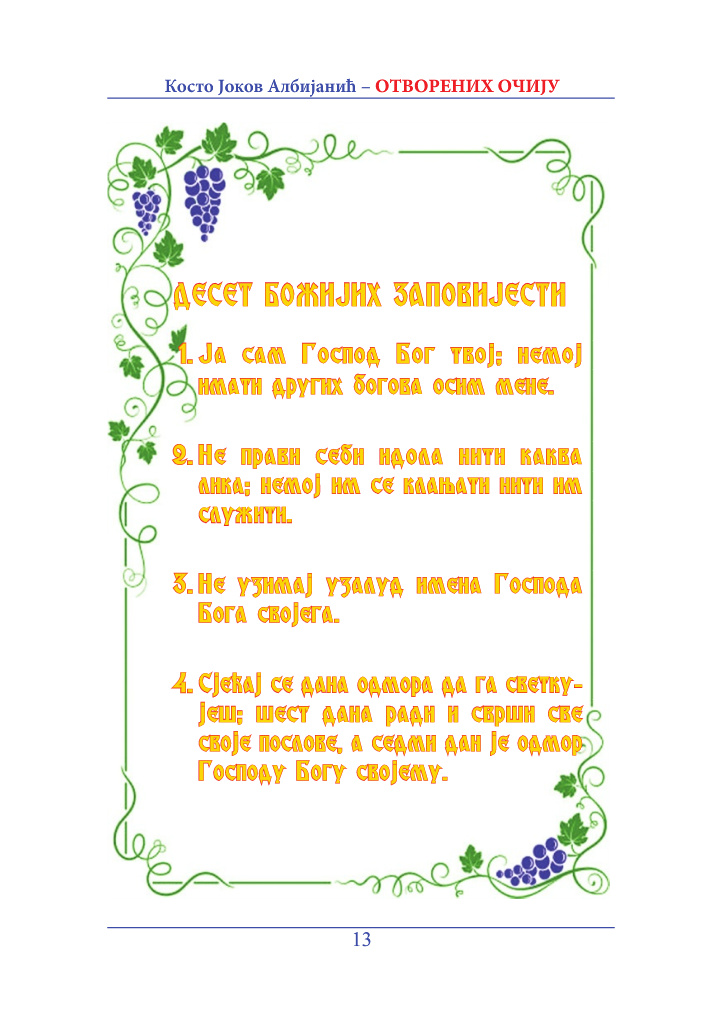 Косто Јоков Албијанић – ОТВОРЕНИХ ОЧИЈУ
ДЕСЕТ БОЖИЈИХ ЗАПОВИЈЕСТИ
1. Ја сам Господ Бог твој; немој
имати других богова осим мене.
2. Не прави себи идола нити каква
лика; немој им се клањати нити им
служити.
3. Не узимај узалуд имена Господа
Бога својега.
4. Сјећај се дана одмора да га светку-
јеш; шест дана ради и сврши све
своје послове, а седми дан је одмор
Господу Богу својему.
13